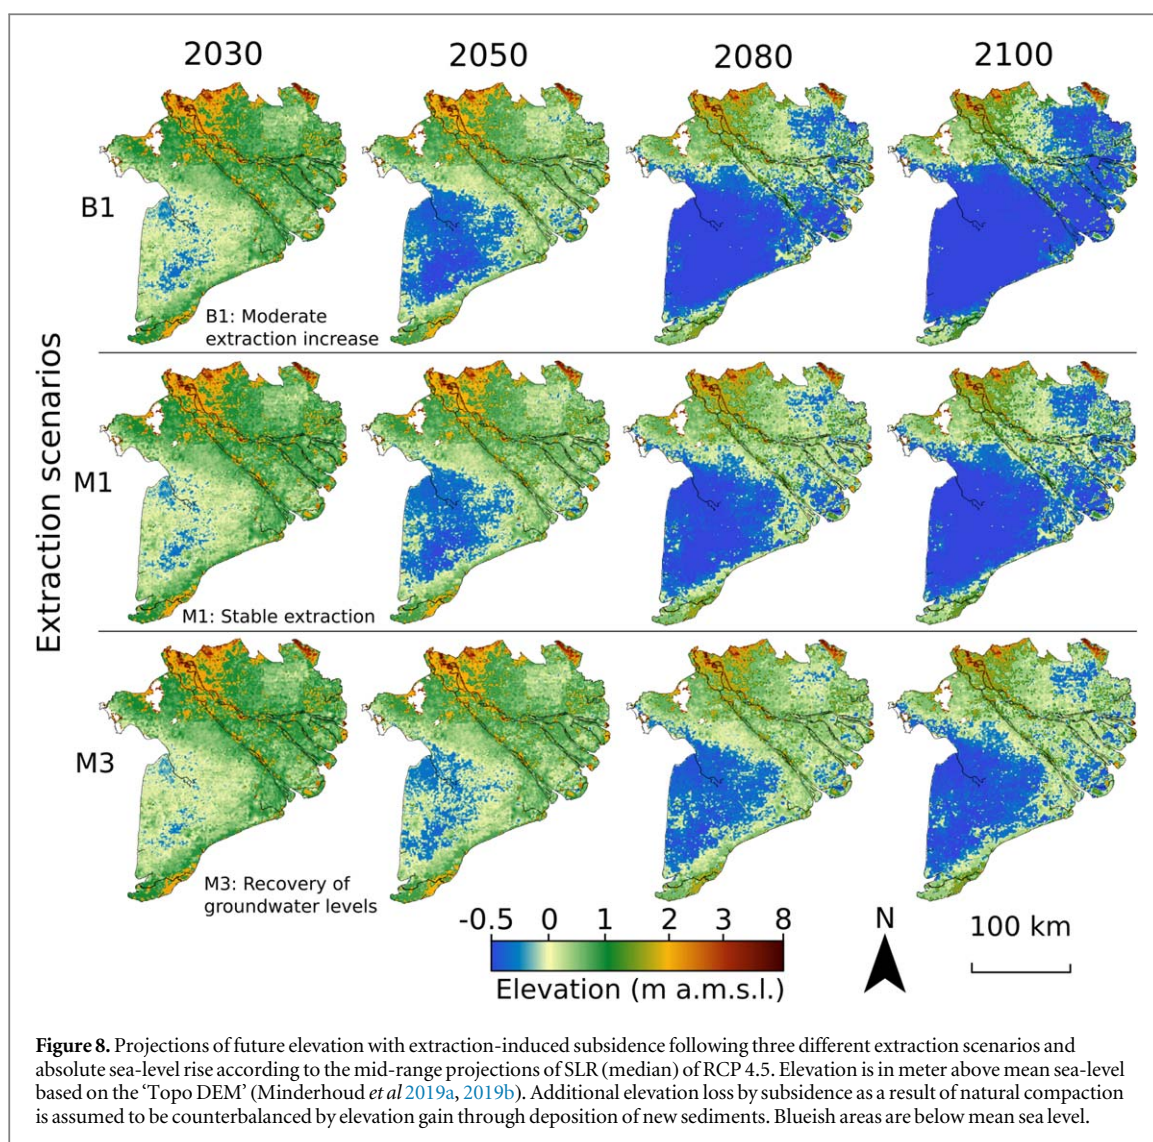 2030 2050 2080 2100
B1
B1: Moderate
extraction increase
Extraction scenarios
M1
M1: Stable extraction
M3
M3: Recovery of
groundwater levels
-0.5 0 1 2 3 8
Elevation (m a.m.s.l.)
N
100 km
Figure 8. Projections of future elevation with extraction-induced subsidence following three different extraction scenarios and
absolute sea-level rise according to the mid-range projections of SLR (median) of RCP 4.5. Elevation is in meter above mean sea-level
based on the ‘Topo DEM’ (Minderhoud et al 2019a, 2019b). Additional elevation loss by subsidence as a result of natural compaction
is assumed to be counterbalanced by elevation gain through deposition of new sediments. Blueish areas are below mean sea level.